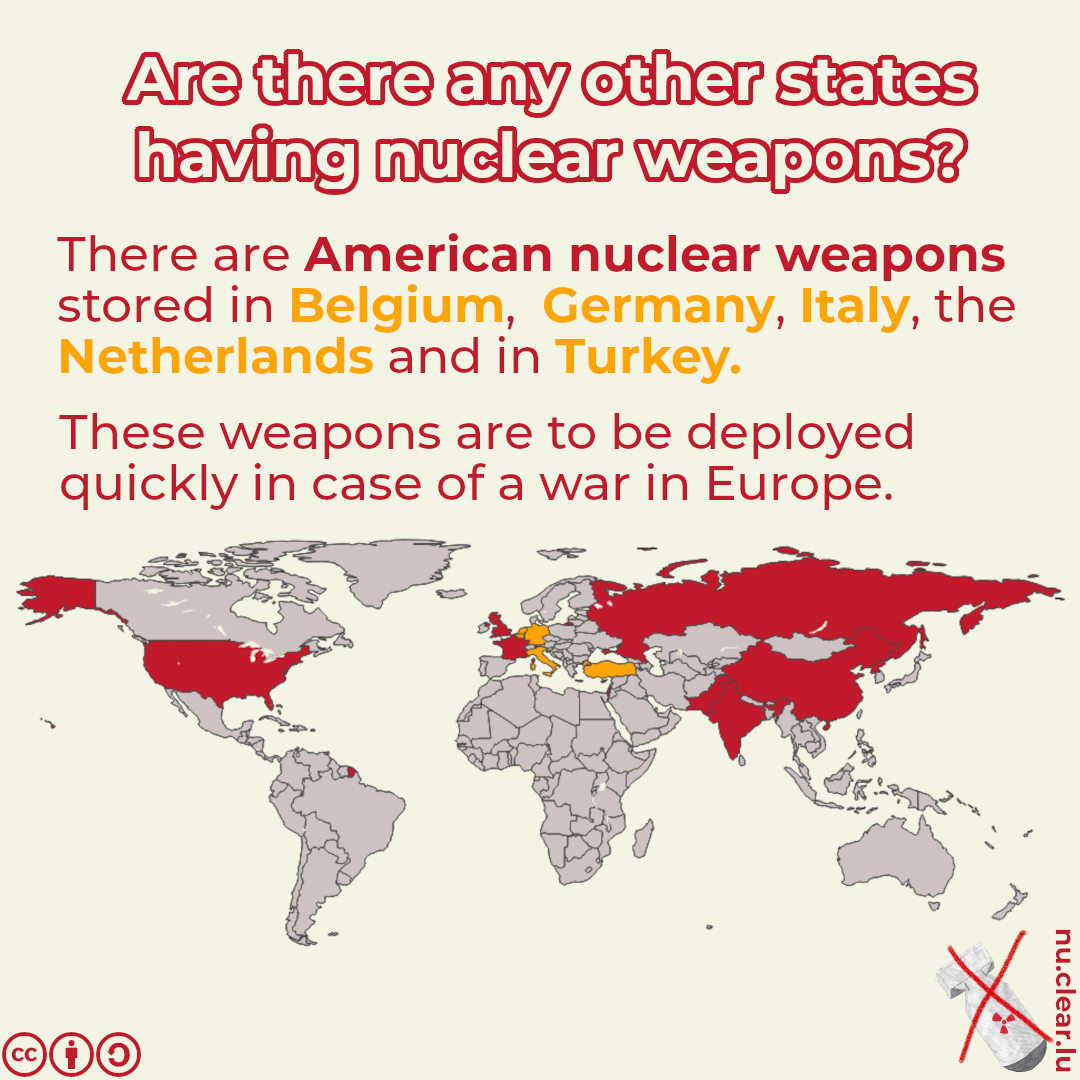 Are there any other states
having nuclear weapons?
There are American nuclear weapons
stored in Belgium, Germany, Italy, the
Netherlands and in Turkey.
These weapons are to be deployed
quickly in case of a war in Europe.
nu.clear.lu
cc